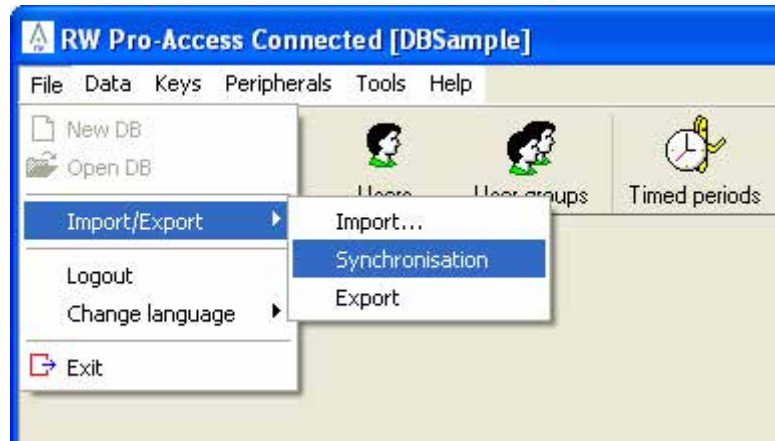 RW Pro-Access Connected [DBSample]
File Data Keys Peripherals Tools Help
New DB
Open DB
Users User groups Timed periods
Import/Export
Import...
Synchronisation
Export
Logout
Change language
Exit